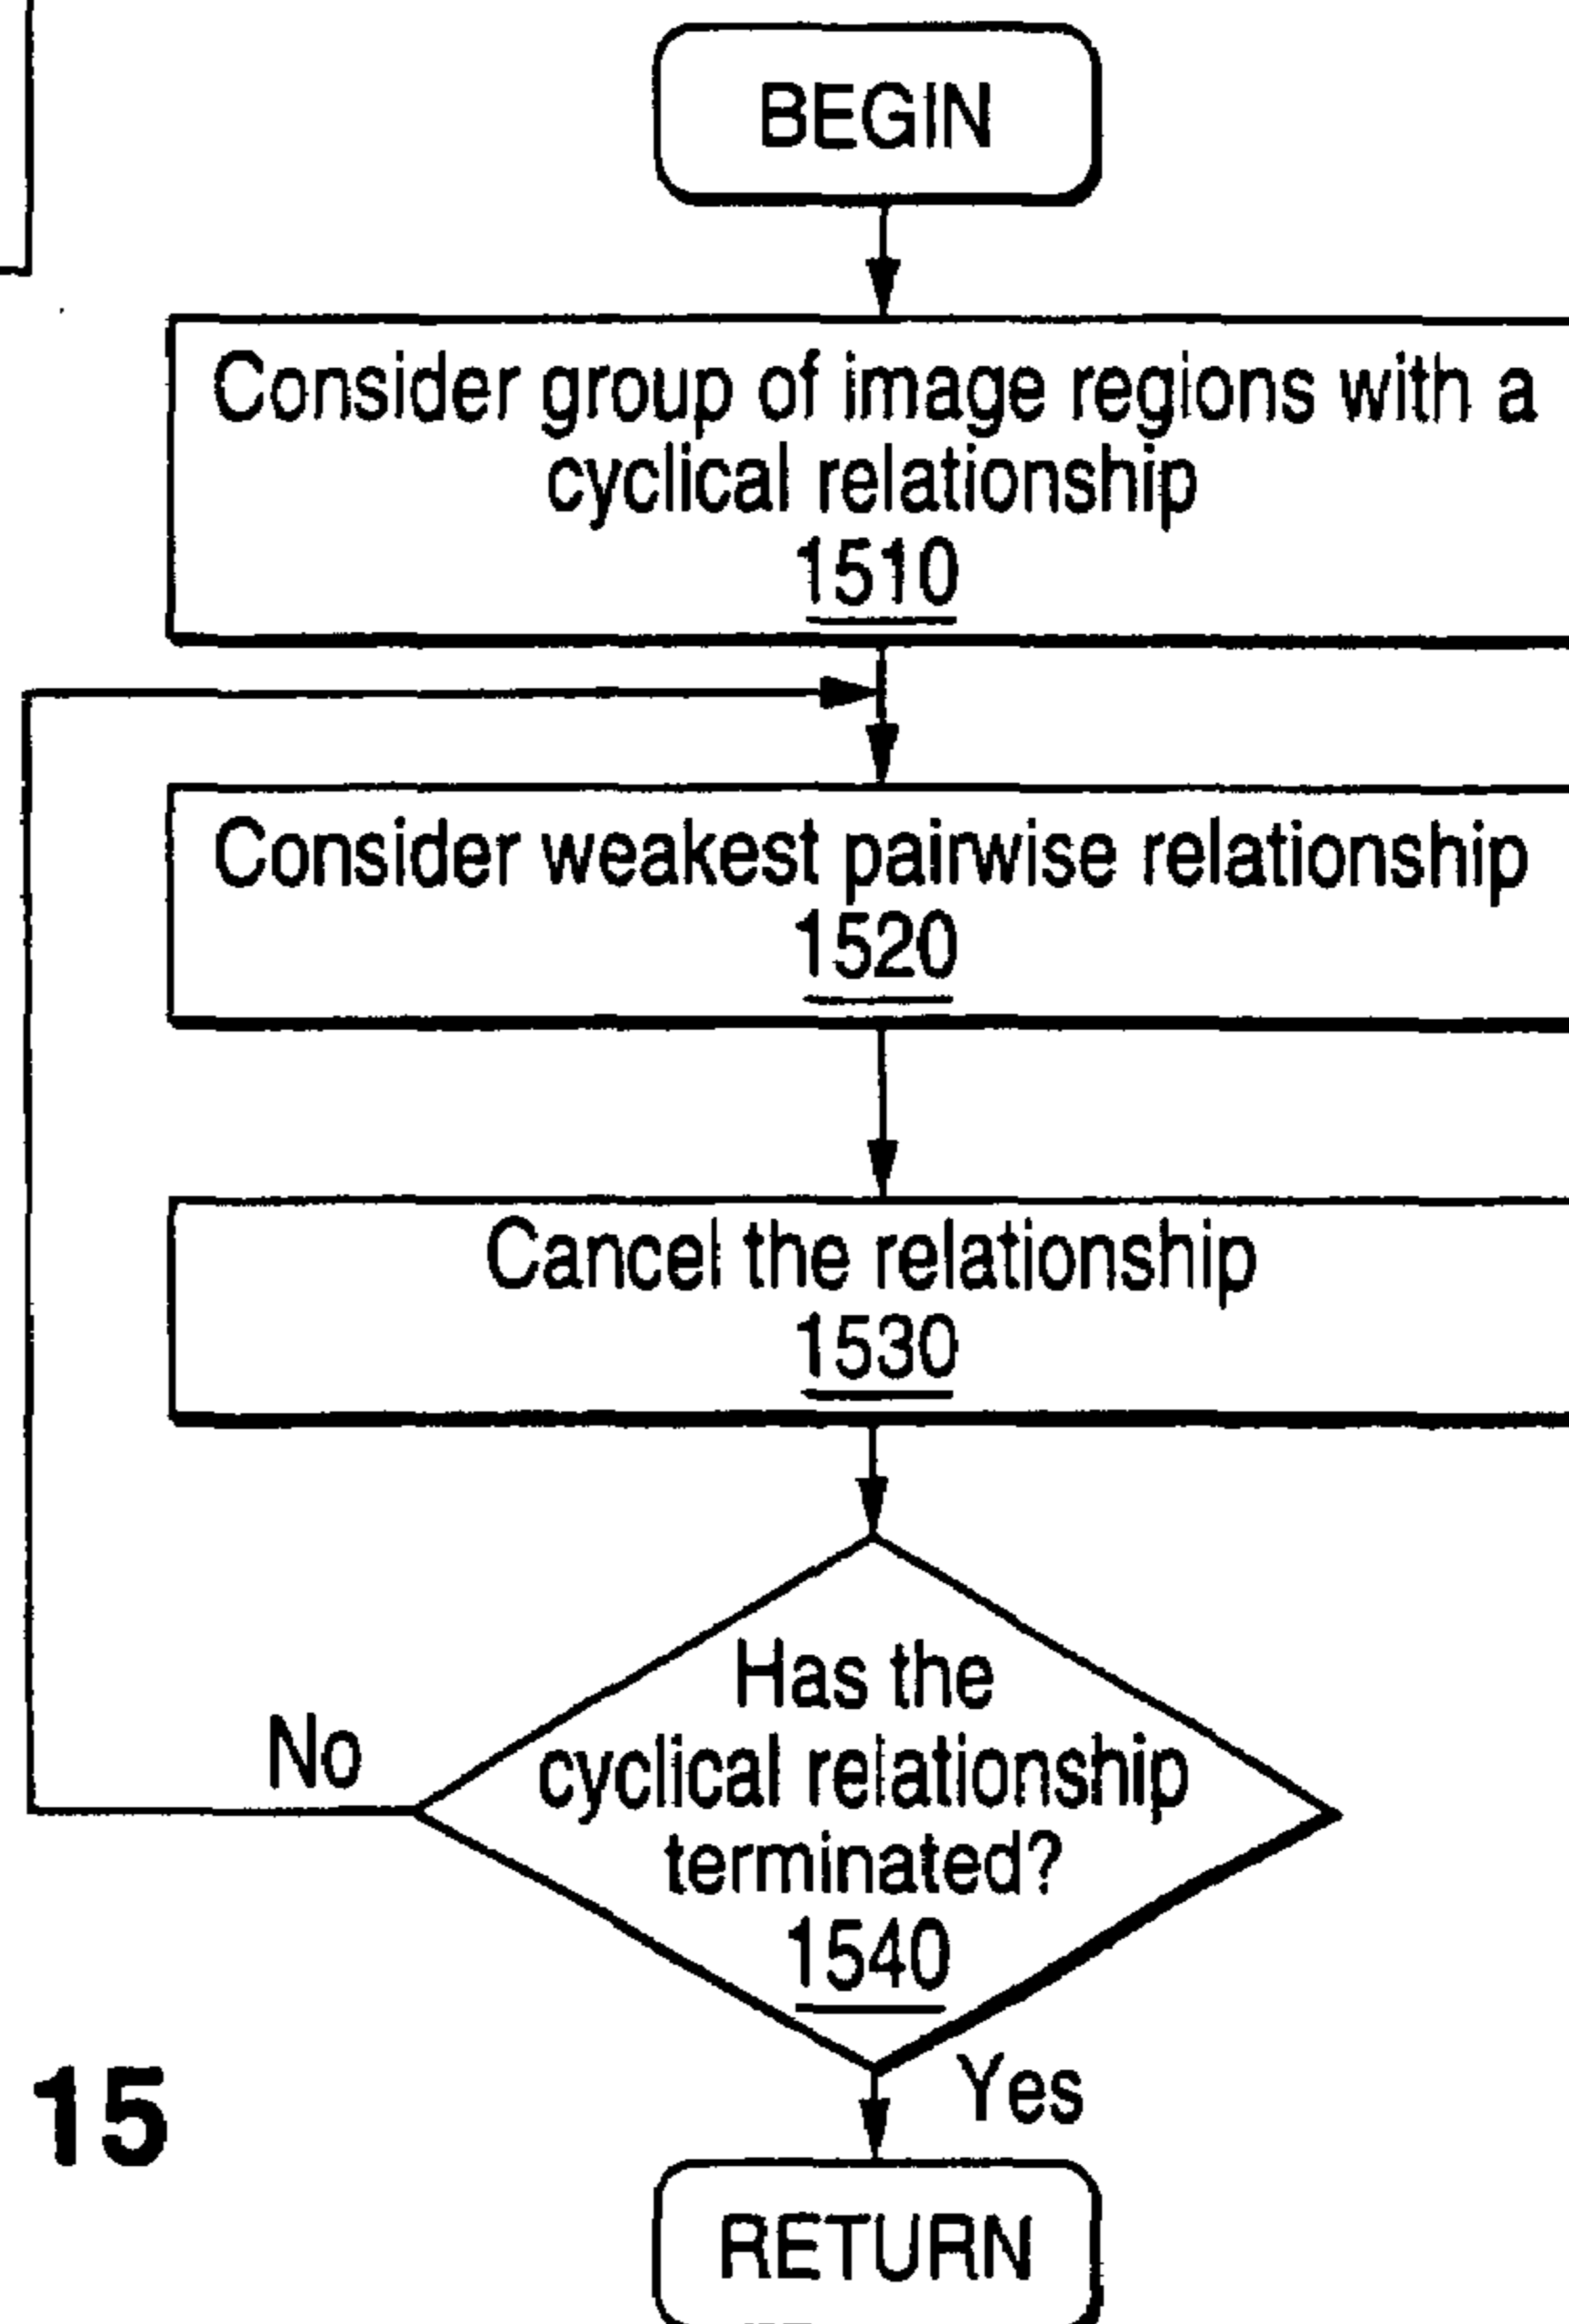 BEGIN
Consider group of image regions with a
cyclical relationship
1510
Consider weakest pairwise relationship
1520
Cancel the relationship
1530
Has the
cyclical relationship
terminated?
1540
No
Yes
15
RETURN